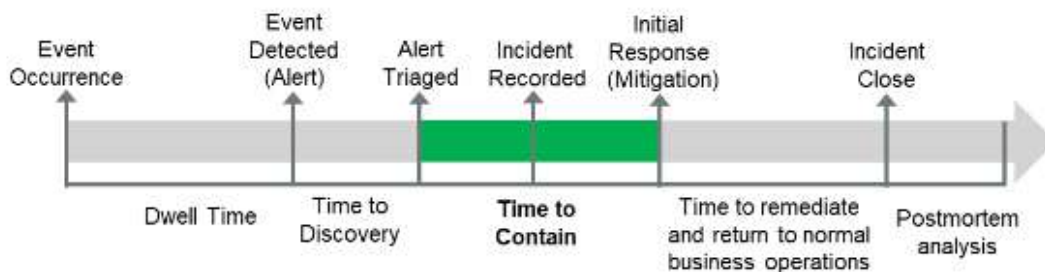 Event
Occurrence
Event
Detected
(Alert)
Alert
Triaged
Incident
Recorded
Initial
Response
(Mitigation)
Incident
Close
Dwell Time
Time to
Discovery
Time to
Contain
Time to remediate
and return to normal
business operations
Postmortem
analysis